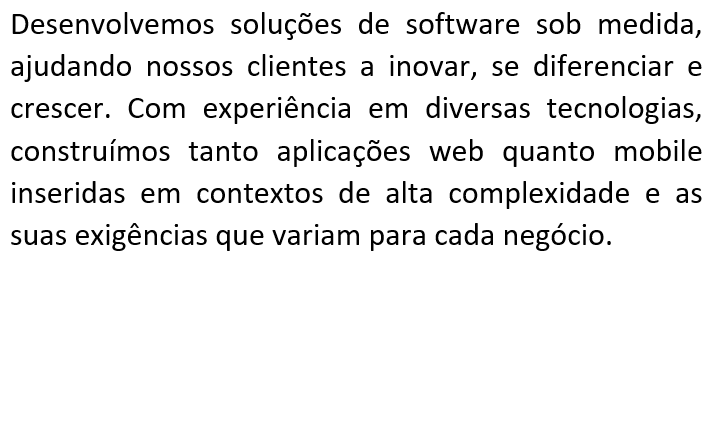 Desenvolvemos soluções de software sob medida,
ajudando nossos clientes a inovar, se diferenciar e
crescer. Com experiência em diversas tecnologias,
construímos tanto aplicações web quanto mobile
inseridas em contextos de alta complexidade e as
suas exigências que variam para cada negócio.